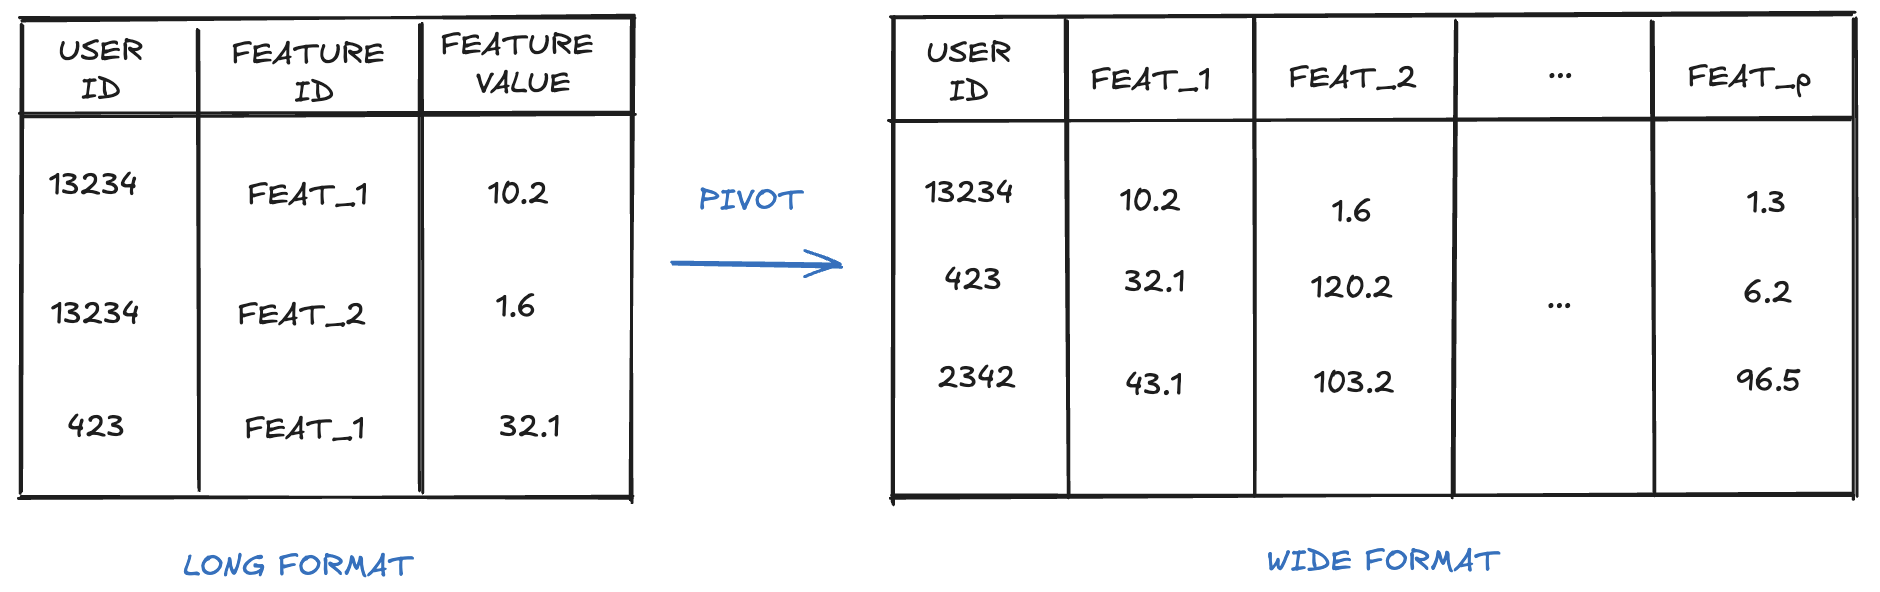 USER ID
FEATURE ID
FEATURE VALUE
13234 FEAT_1 10.2
13234 FEAT_2 1.6
423 FEAT_1 32.1
LONG FORMAT
PIVOT
USER ID
FEAT_1 FEAT_2 ... FEAT_p
13234 10.2 1.6 1.3
423 32.1 120.2 ... 6.2
2342 43.1 103.2 96.5
WIDE FORMAT